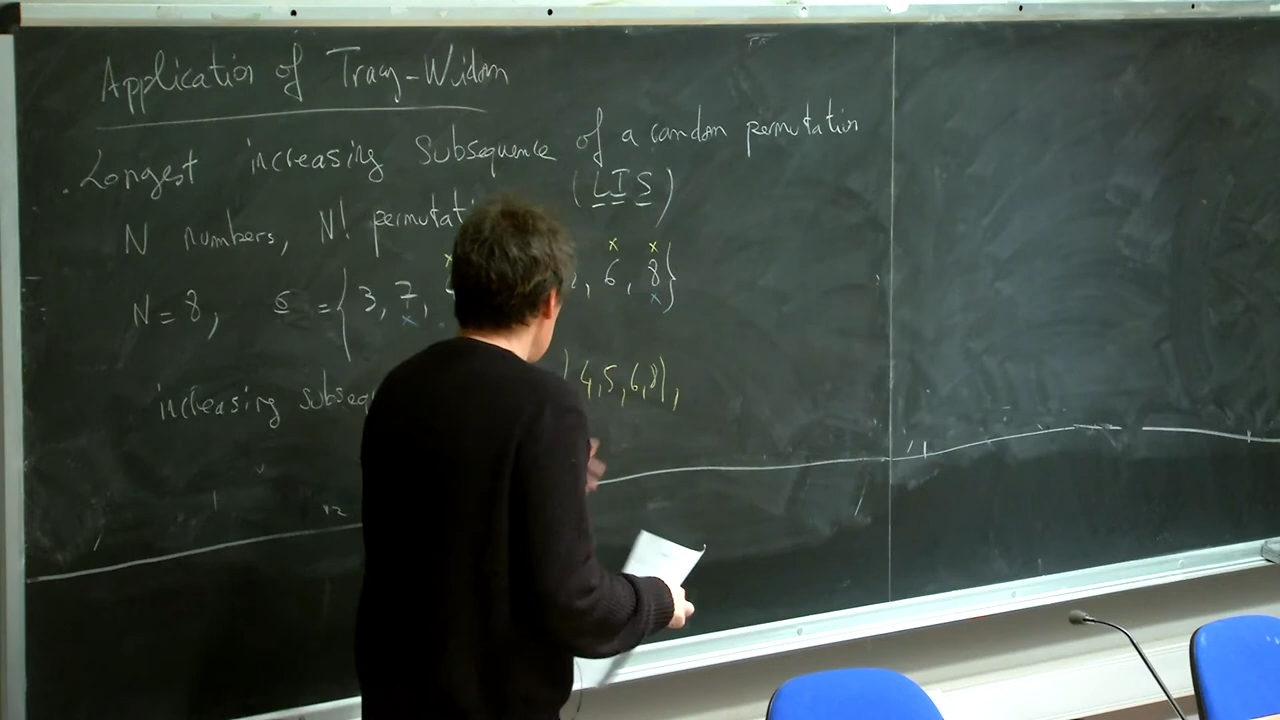 Application of Tracy-Widom
. Longest increasing Subsequence of a random permutation
(LIS)
N numbers, N! permutat
N = 8, σ = { 3, 7, , 6, 8 }
increasing subseq {4,5,6,8},